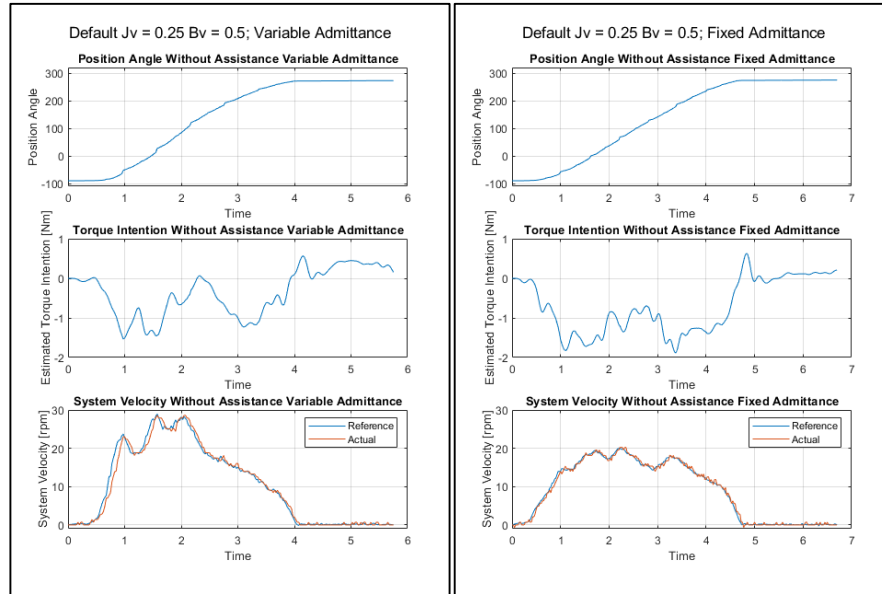 Default Jv = 0.25 Bv = 0.5; Variable Admittance
Position Angle Without Assistance Variable Admittance
Position Angle
300
200
100
0
-100
0 1 2 3 4 5 6
Time
Torque Intention Without Assistance Variable Admittance
Estimated Torque Intention [Nm]
1
0
-1
-2
0 1 2 3 4 5 6
Time
System Velocity Without Assistance Variable Admittance
System Velocity [rpm]
30
20
10
0
Reference
Actual
0 1 2 3 4 5 6
Time
Default Jv = 0.25 Bv = 0.5; Fixed Admittance
Position Angle Without Assistance Fixed Admittance
Position Angle
300
200
100
0
-100
0 1 2 3 4 5 6 7
Time
Torque Intention Without Assistance Fixed Admittance
Estimated Torque Intention [Nm]
1
0
-1
-2
0 1 2 3 4 5 6 7
Time
System Velocity Without Assistance Fixed Admittance
System Velocity [rpm]
30
20
10
0
Reference
Actual
0 1 2 3 4 5 6 7
Time